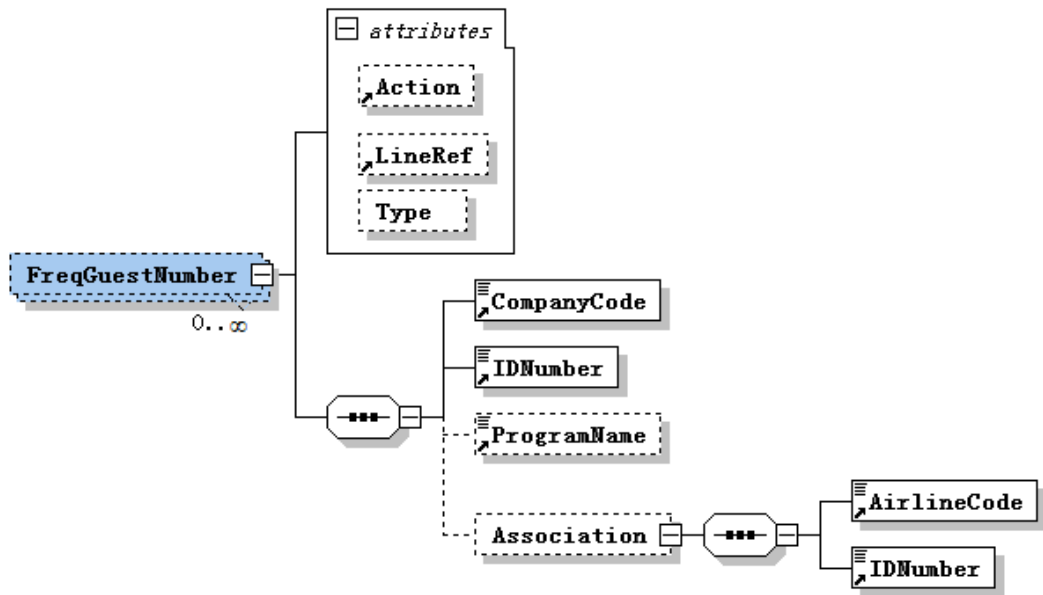 attributes
Action
LineRef
Type
FreqGuestNumber
0..∞
CompanyCode
IDNumber
ProgramName
Association
AirlineCode
IDNumber